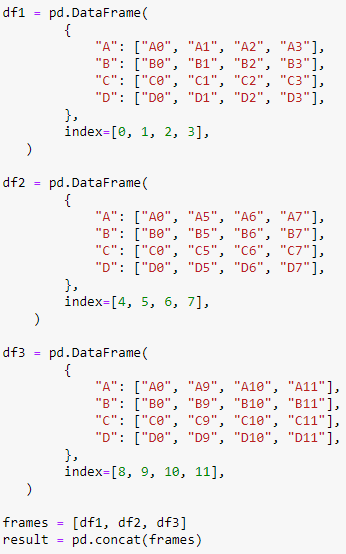 df1 = pd.DataFrame(
        {
            "A": ["A0", "A1", "A2", "A3"],
            "B": ["B0", "B1", "B2", "B3"],
            "C": ["C0", "C1", "C2", "C3"],
            "D": ["D0", "D1", "D2", "D3"],
        },
        index=[0, 1, 2, 3],
   )
df2 = pd.DataFrame(
        {
            "A": ["A0", "A5", "A6", "A7"],
            "B": ["B0", "B5", "B6", "B7"],
            "C": ["C0", "C5", "C6", "C7"],
            "D": ["D0", "D5", "D6", "D7"],
        },
        index=[4, 5, 6, 7],
    )
df3 = pd.DataFrame(
        {
            "A": ["A0", "A9", "A10", "A11"],
            "B": ["B0", "B9", "B10", "B11"],
            "C": ["C0", "C9", "C10", "C11"],
            "D": ["D0", "D9", "D10", "D11"],
        },
        index=[8, 9, 10, 11],
   )
frames = [df1, df2, df3]
result = pd.concat(frames)